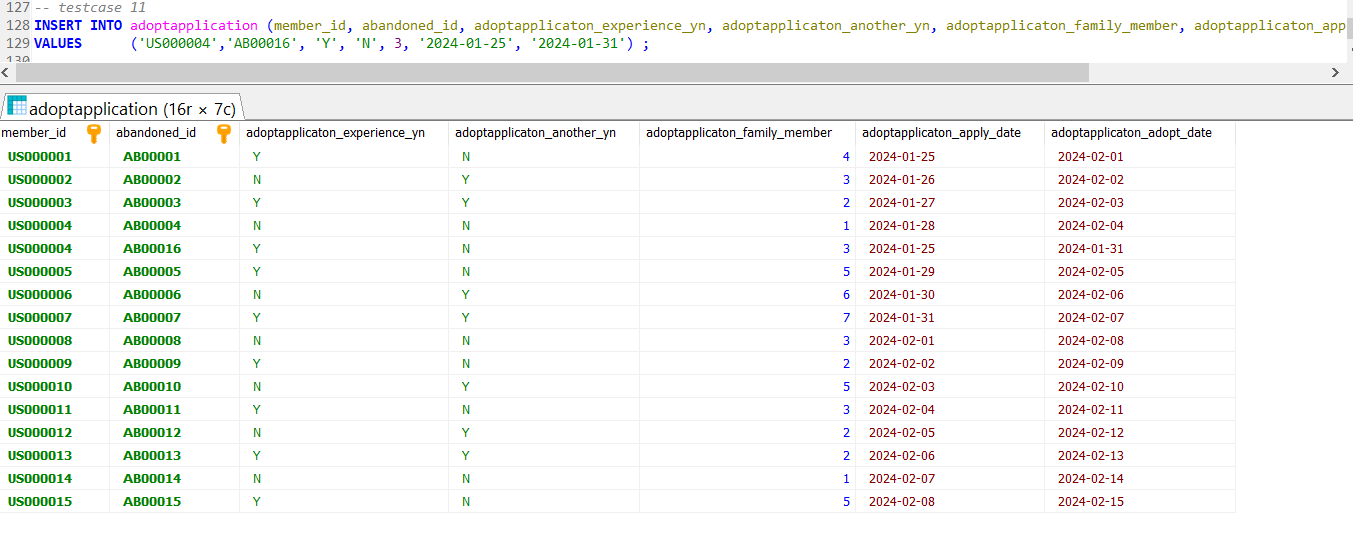 127 -- testcase 11
128 INSERT INTO adoptapplication (member_id, abandoned_id, adoptapplicaton_experience_yn, adoptapplicaton_another_yn, adoptapplicaton_family_member, adoptapplicaton_app
129 VALUES ('US000004','AB00016', 'Y', 'N', 3, '2024-01-25', '2024-01-31') ;
130
adoptapplication (16r × 7c)
member_id abandoned_id adoptapplicaton_experience_yn adoptapplicaton_another_yn adoptapplicaton_family_member adoptapplicaton_apply_date adoptapplicaton_adopt_date
US000001 AB00001 Y N 4 2024-01-25 2024-02-01
US000002 AB00002 N Y 3 2024-01-26 2024-02-02
US000003 AB00003 Y Y 2 2024-01-27 2024-02-03
US000004 AB00004 N N 1 2024-01-28 2024-02-04
US000004 AB00016 Y N 3 2024-01-25 2024-01-31
US000005 AB00005 Y N 5 2024-01-29 2024-02-05
US000006 AB00006 N Y 6 2024-01-30 2024-02-06
US000007 AB00007 Y Y 7 2024-01-31 2024-02-07
US000008 AB00008 N N 3 2024-02-01 2024-02-08
US000009 AB00009 Y N 2 2024-02-02 2024-02-09
US000010 AB00010 N Y 5 2024-02-03 2024-02-10
US000011 AB00011 Y N 3 2024-02-04 2024-02-11
US000012 AB00012 N Y 2 2024-02-05 2024-02-12
US000013 AB00013 Y Y 2 2024-02-06 2024-02-13
US000014 AB00014 N N 1 2024-02-07 2024-02-14
US000015 AB00015 Y N 5 2024-02-08 2024-02-15